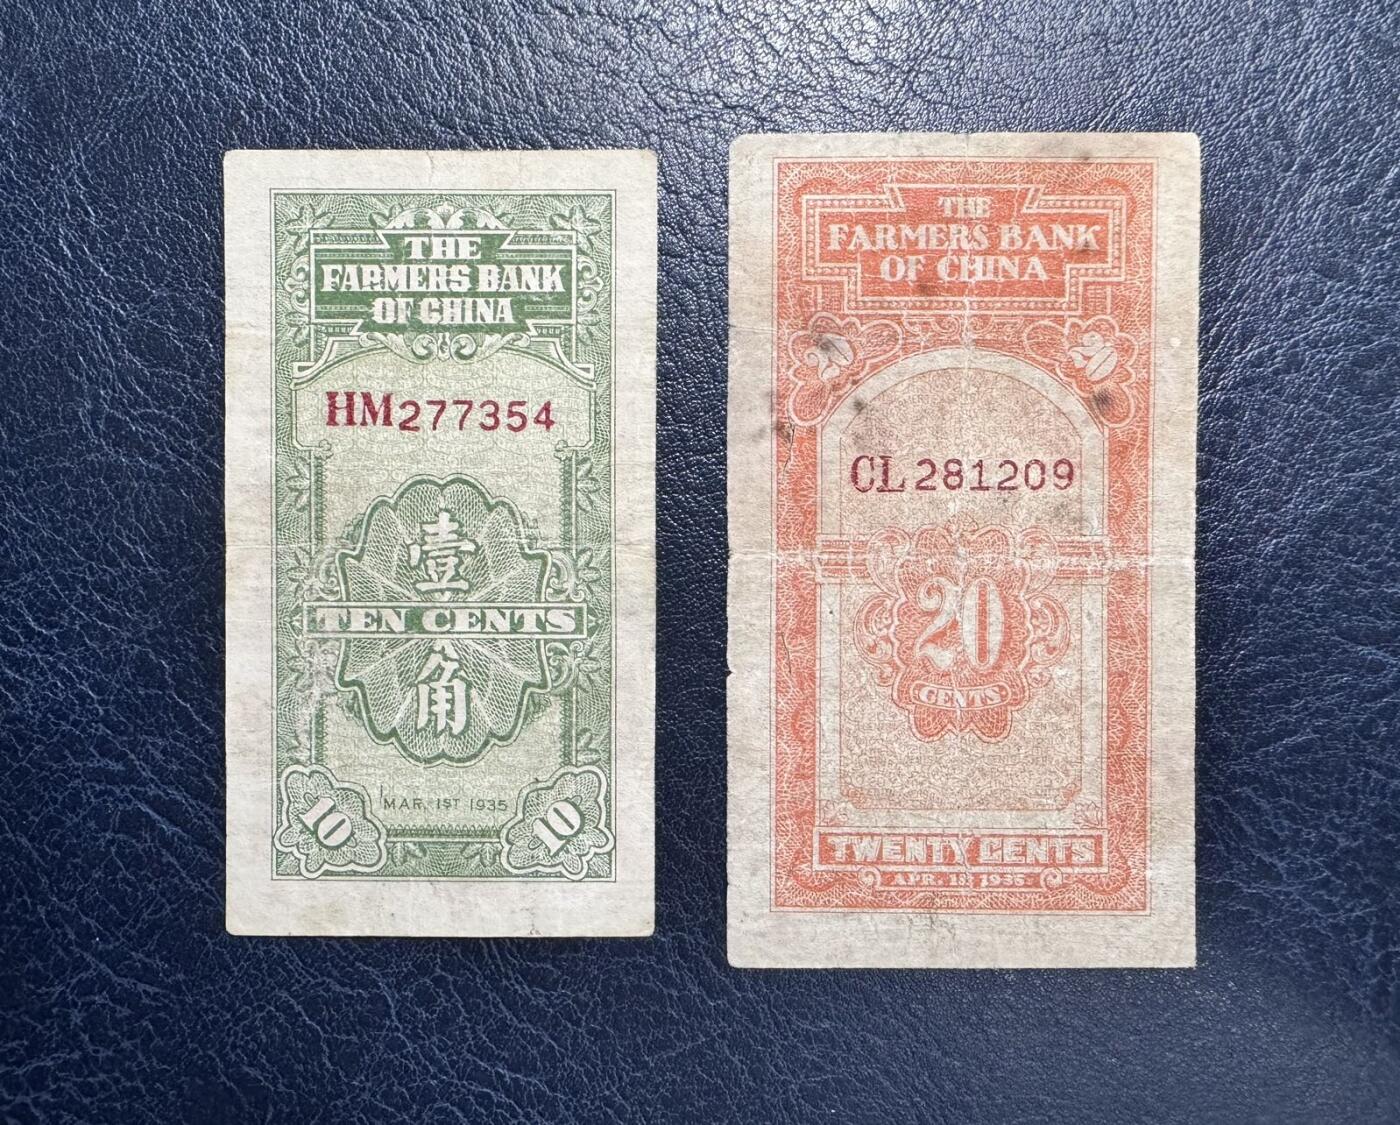 THE
FARMERS BANK
OF CHINA
HM277354
壹
TEN CENTS
角
MAR. 1ST 1935
10
10
THE
FARMERS BANK
OF CHINA
20
20
CL281209
20
CENTS
TWENTY CENTS
APR. 1st 1935